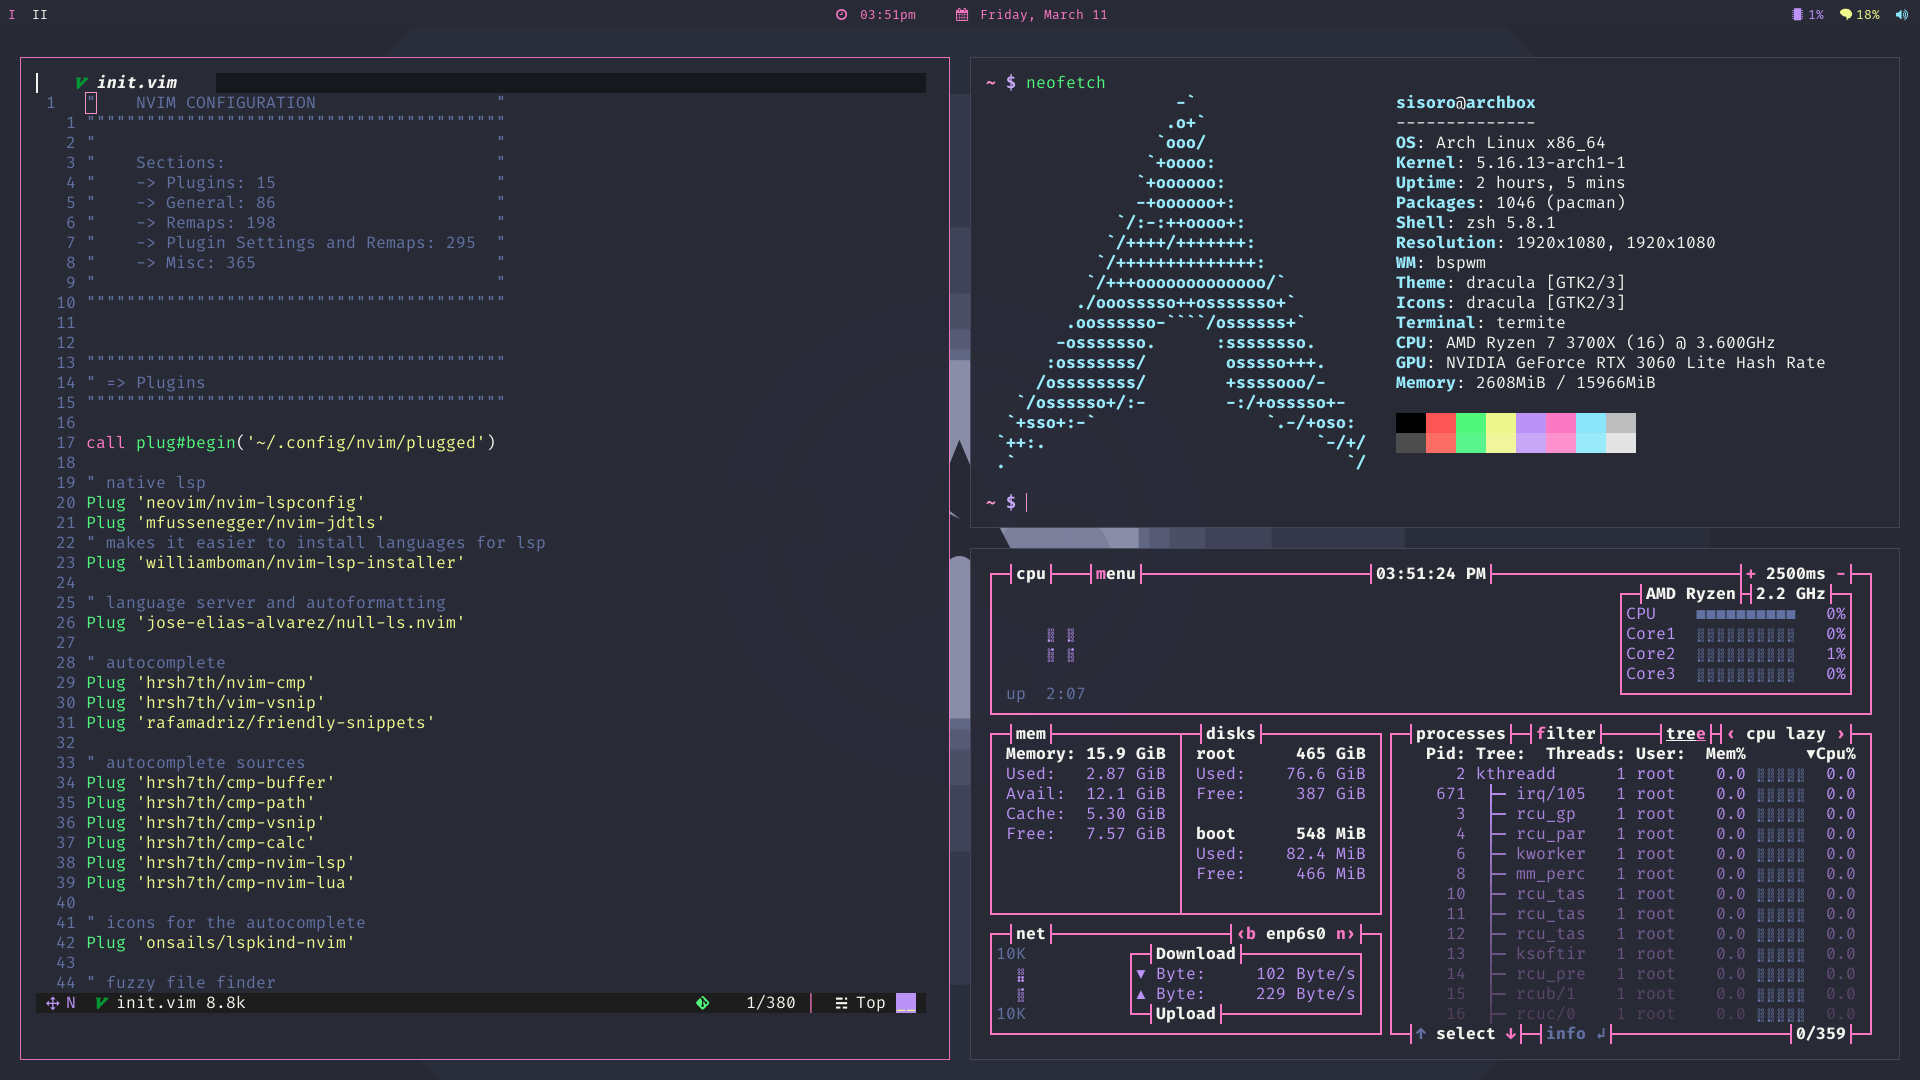 I II
03:51pm
Friday, March 11
1% 18%
init.vim
1 " NVIM CONFIGURATION "
1 """"""""""""""""""""""""""""""""""""""""""
2 " "
3 " Sections: "
4 " -> Plugins: 15 "
5 " -> General: 86 "
6 " -> Remaps: 198 "
7 " -> Plugin Settings and Remaps: 295 "
8 " -> Misc: 365 "
9 " "
10 """"""""""""""""""""""""""""""""""""""""""
11
12
13 """"""""""""""""""""""""""""""""""""""""""
14 " => Plugins
15 """"""""""""""""""""""""""""""""""""""""""
16
17 call plug#begin('~/.config/nvim/plugged')
18
19 " native lsp
20 Plug 'neovim/nvim-lspconfig'
21 Plug 'mfussenegger/nvim-jdtls'
22 " makes it easier to install languages for lsp
23 Plug 'williamboman/nvim-lsp-installer'
24
25 " language server and autoformatting
26 Plug 'jose-elias-alvarez/null-ls.nvim'
27
28 " autocomplete
29 Plug 'hrsh7th/nvim-cmp'
30 Plug 'hrsh7th/vim-vsnip'
31 Plug 'rafamadriz/friendly-snippets'
32
33 " autocomplete sources
34 Plug 'hrsh7th/cmp-buffer'
35 Plug 'hrsh7th/cmp-path'
36 Plug 'hrsh7th/cmp-vsnip'
37 Plug 'hrsh7th/cmp-calc'
38 Plug 'hrsh7th/cmp-nvim-lsp'
39 Plug 'hrsh7th/cmp-nvim-lua'
40
41 " icons for the autocomplete
42 Plug 'onsails/lspkind-nvim'
43
44 " fuzzy file finder
N init.vim 8.8k 1/380 Top
~ $ neofetch
-`
.o+`
`ooo/
`+oooo:
`+oooooo:
-+oooooo+:
`/:-:++oooo+:
`/++++/+++++++:
`/++++++++++++++:
`/+++ooooooooooooo/`
./ooosssso++osssssso+`
.oossssso-````/ossssss+`
-osssssso. :ssssssso.
:osssssss/ osssso+++.
/ossssssss/ +ssssooo/-
`/ossssso+/:- -:/+osssso+-
`+sso+:-` `.-/+oso:
`++:. `-/+/
.` `/
sisoro@archbox
--------------
OS: Arch Linux x86_64
Kernel: 5.16.13-arch1-1
Uptime: 2 hours, 5 mins
Packages: 1046 (pacman)
Shell: zsh 5.8.1
Resolution: 1920x1080, 1920x1080
WM: bspwm
Theme: dracula [GTK2/3]
Icons: dracula [GTK2/3]
Terminal: termite
CPU: AMD Ryzen 7 3700X (16) @ 3.600GHz
GPU: NVIDIA GeForce RTX 3060 Lite Hash Rate
Memory: 2608MiB / 15966MiB
~ $
cpu menu 03:51:24 PM + 2500ms -
AMD Ryzen 2.2 GHz
CPU 0%
Core1 0%
Core2 1%
Core3 0%
up 2:07
mem
Memory: 15.9 GiB
Used: 2.87 GiB
Avail: 12.1 GiB
Cache: 5.30 GiB
Free: 7.57 GiB
disks
root 465 GiB
Used: 76.6 GiB
Free: 387 GiB
boot 548 MiB
Used: 82.4 MiB
Free: 466 MiB
net ‹b enp6s0 n›
10K
Download
▼ Byte: 102 Byte/s
▲ Byte: 229 Byte/s
Upload
10K
processes filter tree ‹ cpu lazy ›
Pid: Tree: Threads: User: Mem% ▼Cpu%
2 kthreadd 1 root 0.0 0.0
671 ├─ irq/105 1 root 0.0 0.0
3 ├─ rcu_gp 1 root 0.0 0.0
4 ├─ rcu_par 1 root 0.0 0.0
6 ├─ kworker 1 root 0.0 0.0
8 ├─ mm_perc 1 root 0.0 0.0
10 ├─ rcu_tas 1 root 0.0 0.0
11 ├─ rcu_tas 1 root 0.0 0.0
12 ├─ rcu_tas 1 root 0.0 0.0
13 ├─ ksoftir 1 root 0.0 0.0
14 ├─ rcu_pre 1 root 0.0 0.0
15 ├─ rcub/1 1 root 0.0 0.0
16 ├─ rcuc/0 1 root 0.0 0.0
↑ select ↓ info ↲ 0/359